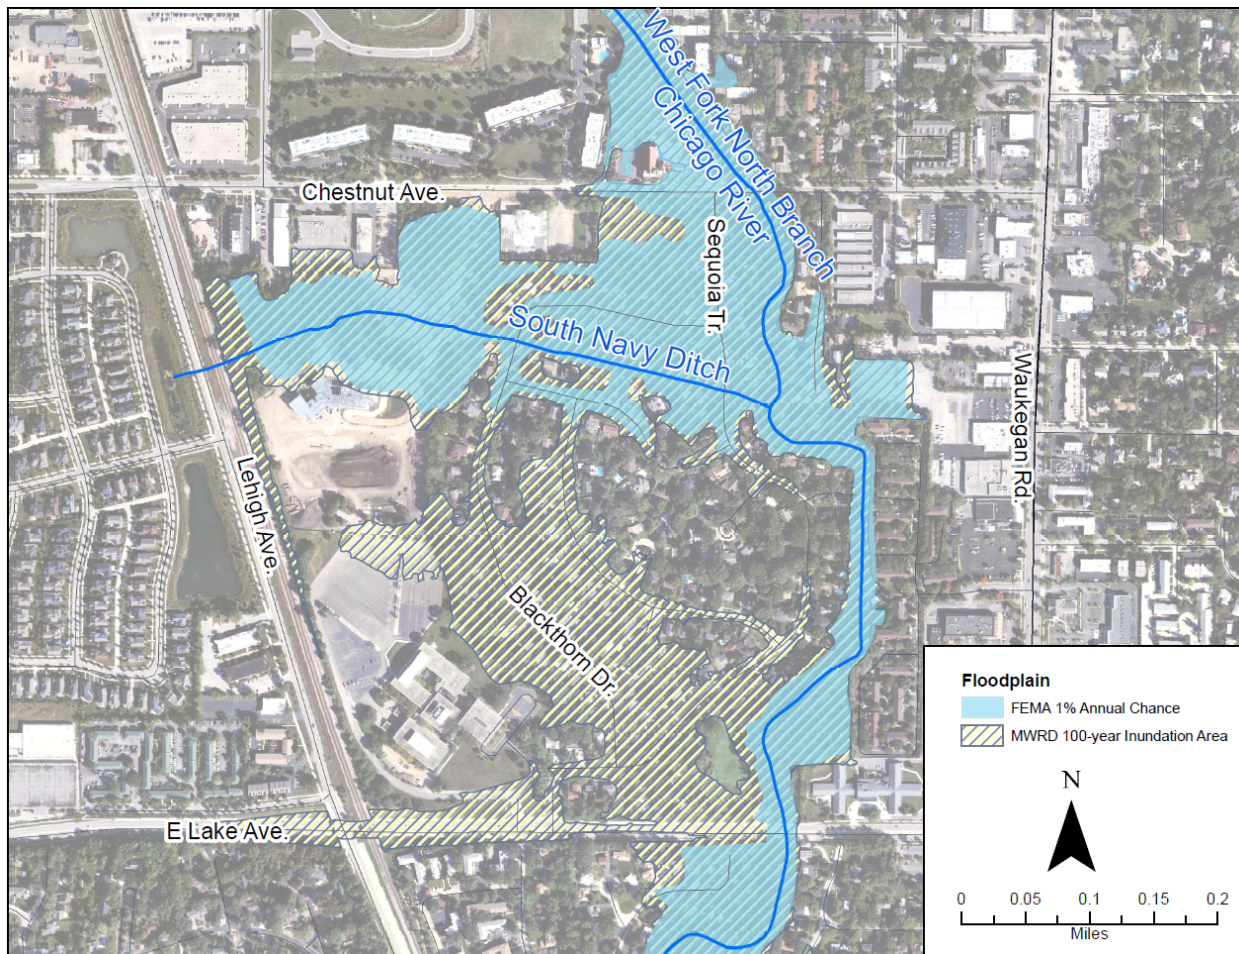 West Fork North Branch
Chicago River
Chestnut Ave.
Sequoia Tr.
South Navy Ditch
Waukegan Rd.
Lehigh Ave.
Blackthorn Dr.
E Lake Ave.
Floodplain
FEMA 1% Annual Chance
MWRD 100-year Inundation Area
N
0 0.05 0.1 0.15 0.2
Miles